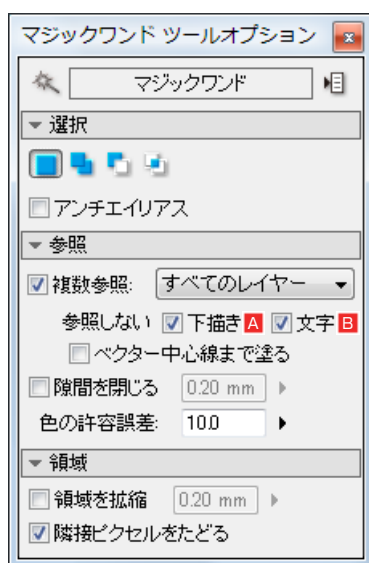 マジックワンド ツールオプション
マジックワンド
選択
アンチエイリアス
参照
複数参照: すべてのレイヤー
参照しない 下描き A 文字 B
ベクター中心線まで塗る
隙間を閉じる 0.20 mm
色の許容誤差: 10.0
領域
領域を拡縮 0.20 mm
隣接ピクセルをたどる